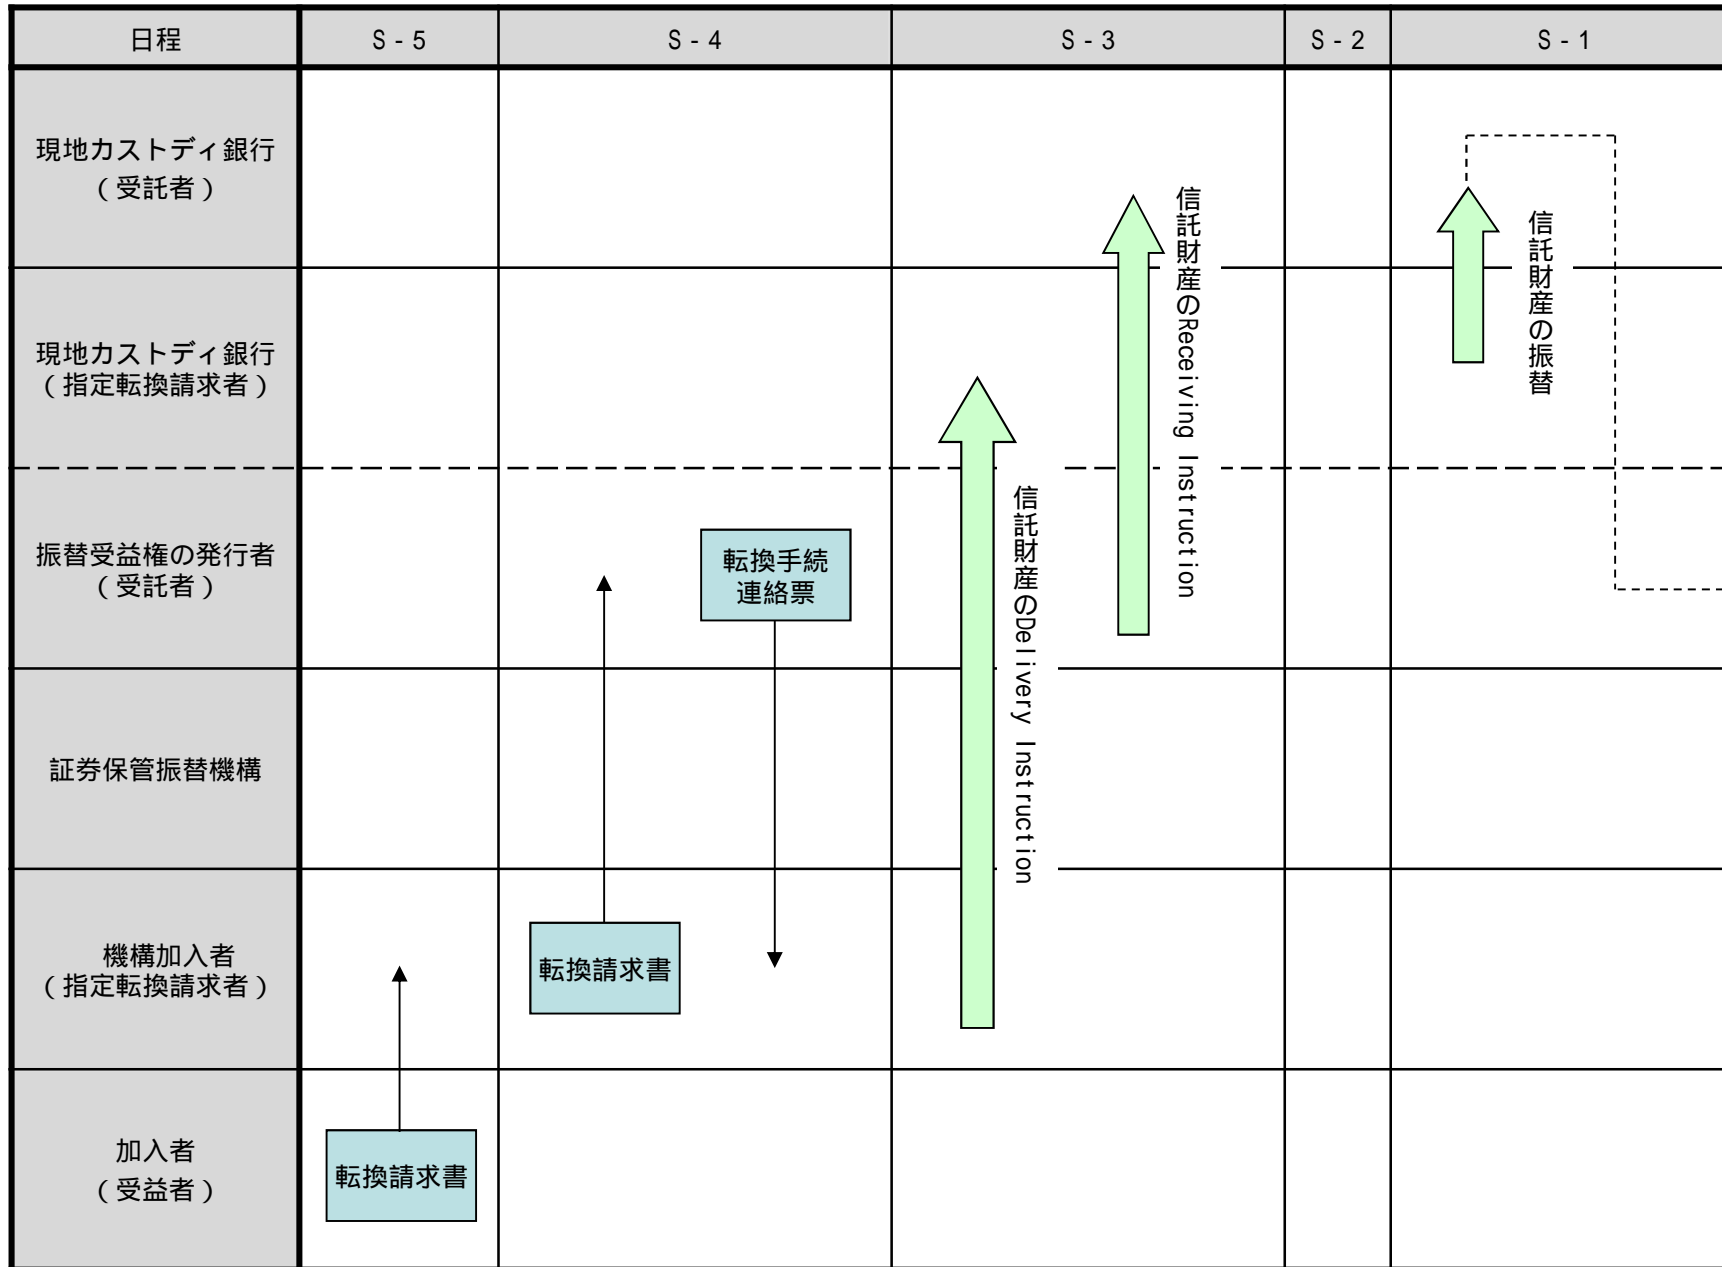 日程
S-5
S-4
S-3
S-2
S-1
現地カストディ銀行
(受託者)
信託財産のReceiving Instruction
信託財産の振替
現地カストディ銀行
(指定転換請求者)
信託財産のDelivery Instruction
振替受益権の発行者
(受託者)
転換手続
連絡票
証券保管振替機構
機構加入者
(指定転換請求者)
転換請求書
加入者
(受益者)
転換請求書